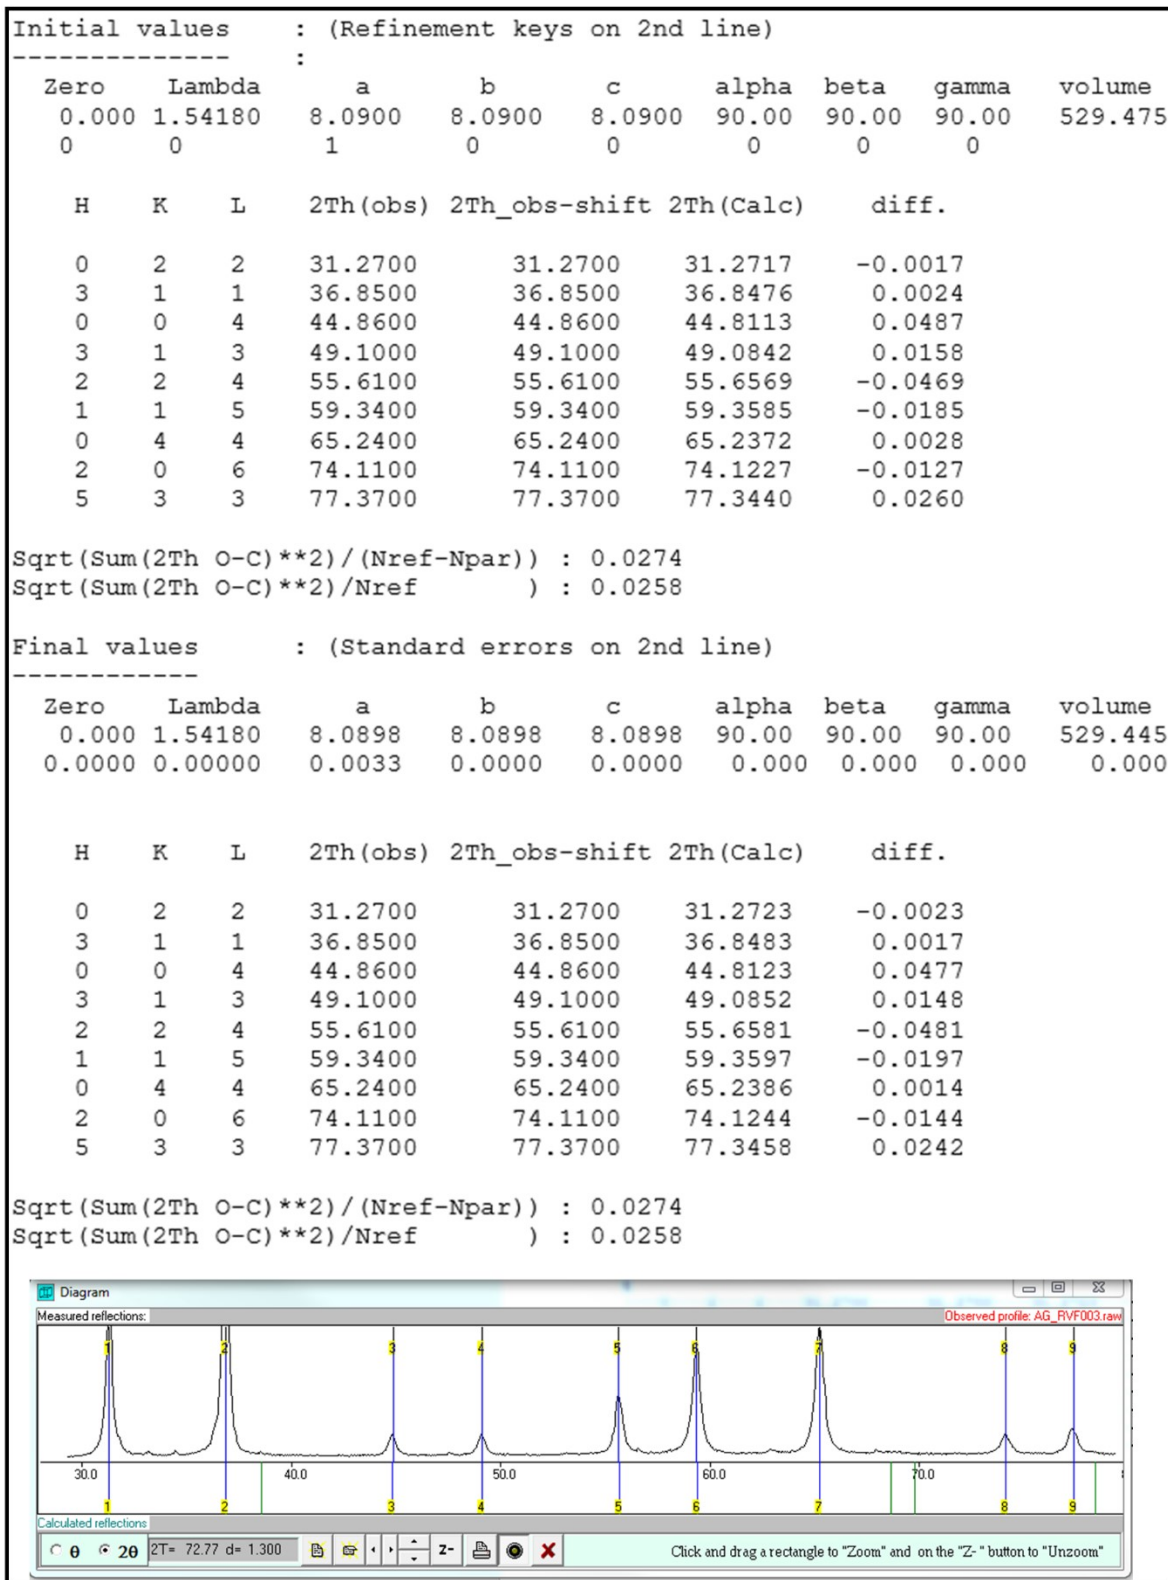 Initial values : (Refinement keys on 2nd line)
-------------- :
Zero Lambda a b c alpha beta gamma volume
0.000 1.54180 8.0900 8.0900 8.0900 90.00 90.00 90.00 529.475
0 0 1 0 0 0 0 0
H K L 2Th(obs) 2Th_obs-shift 2Th(Calc) diff.
0 2 2 31.2700 31.2700 31.2717 -0.0017
3 1 1 36.8500 36.8500 36.8476 0.0024
0 0 4 44.8600 44.8600 44.8113 0.0487
3 1 3 49.1000 49.1000 49.0842 0.0158
2 2 4 55.6100 55.6100 55.6569 -0.0469
1 1 5 59.3400 59.3400 59.3585 -0.0185
0 4 4 65.2400 65.2400 65.2372 0.0028
2 0 6 74.1100 74.1100 74.1227 -0.0127
5 3 3 77.3700 77.3700 77.3440 0.0260
Sqrt(Sum(2Th O-C)**2)/(Nref-Npar)) : 0.0274
Sqrt(Sum(2Th O-C)**2)/Nref ) : 0.0258
Final values : (Standard errors on 2nd line)
------------
Zero Lambda a b c alpha beta gamma volume
0.000 1.54180 8.0898 8.0898 8.0898 90.00 90.00 90.00 529.445
0.0000 0.00000 0.0033 0.0000 0.0000 0.000 0.000 0.000 0.000
H K L 2Th(obs) 2Th_obs-shift 2Th(Calc) diff.
0 2 2 31.2700 31.2700 31.2723 -0.0023
3 1 1 36.8500 36.8500 36.8483 0.0017
0 0 4 44.8600 44.8600 44.8123 0.0477
3 1 3 49.1000 49.1000 49.0852 0.0148
2 2 4 55.6100 55.6100 55.6581 -0.0481
1 1 5 59.3400 59.3400 59.3597 -0.0197
0 4 4 65.2400 65.2400 65.2386 0.0014
2 0 6 74.1100 74.1100 74.1244 -0.0144
5 3 3 77.3700 77.3700 77.3458 0.0242
Sqrt(Sum(2Th O-C)**2)/(Nref-Npar)) : 0.0274
Sqrt(Sum(2Th O-C)**2)/Nref ) : 0.0258
Diagram
Measured reflections: Observed profile: AG_RVF003.raw
1 2 3 4 5 6 7 8 9
30.0 40.0 50.0 60.0 70.0
1 2 3 4 5 6 7 8 9
Calculated reflections
θ 2θ 2T= 72.77 d= 1.300 Z- Click and drag a rectangle to "Zoom" and on the "Z- " button to "Unzoom"